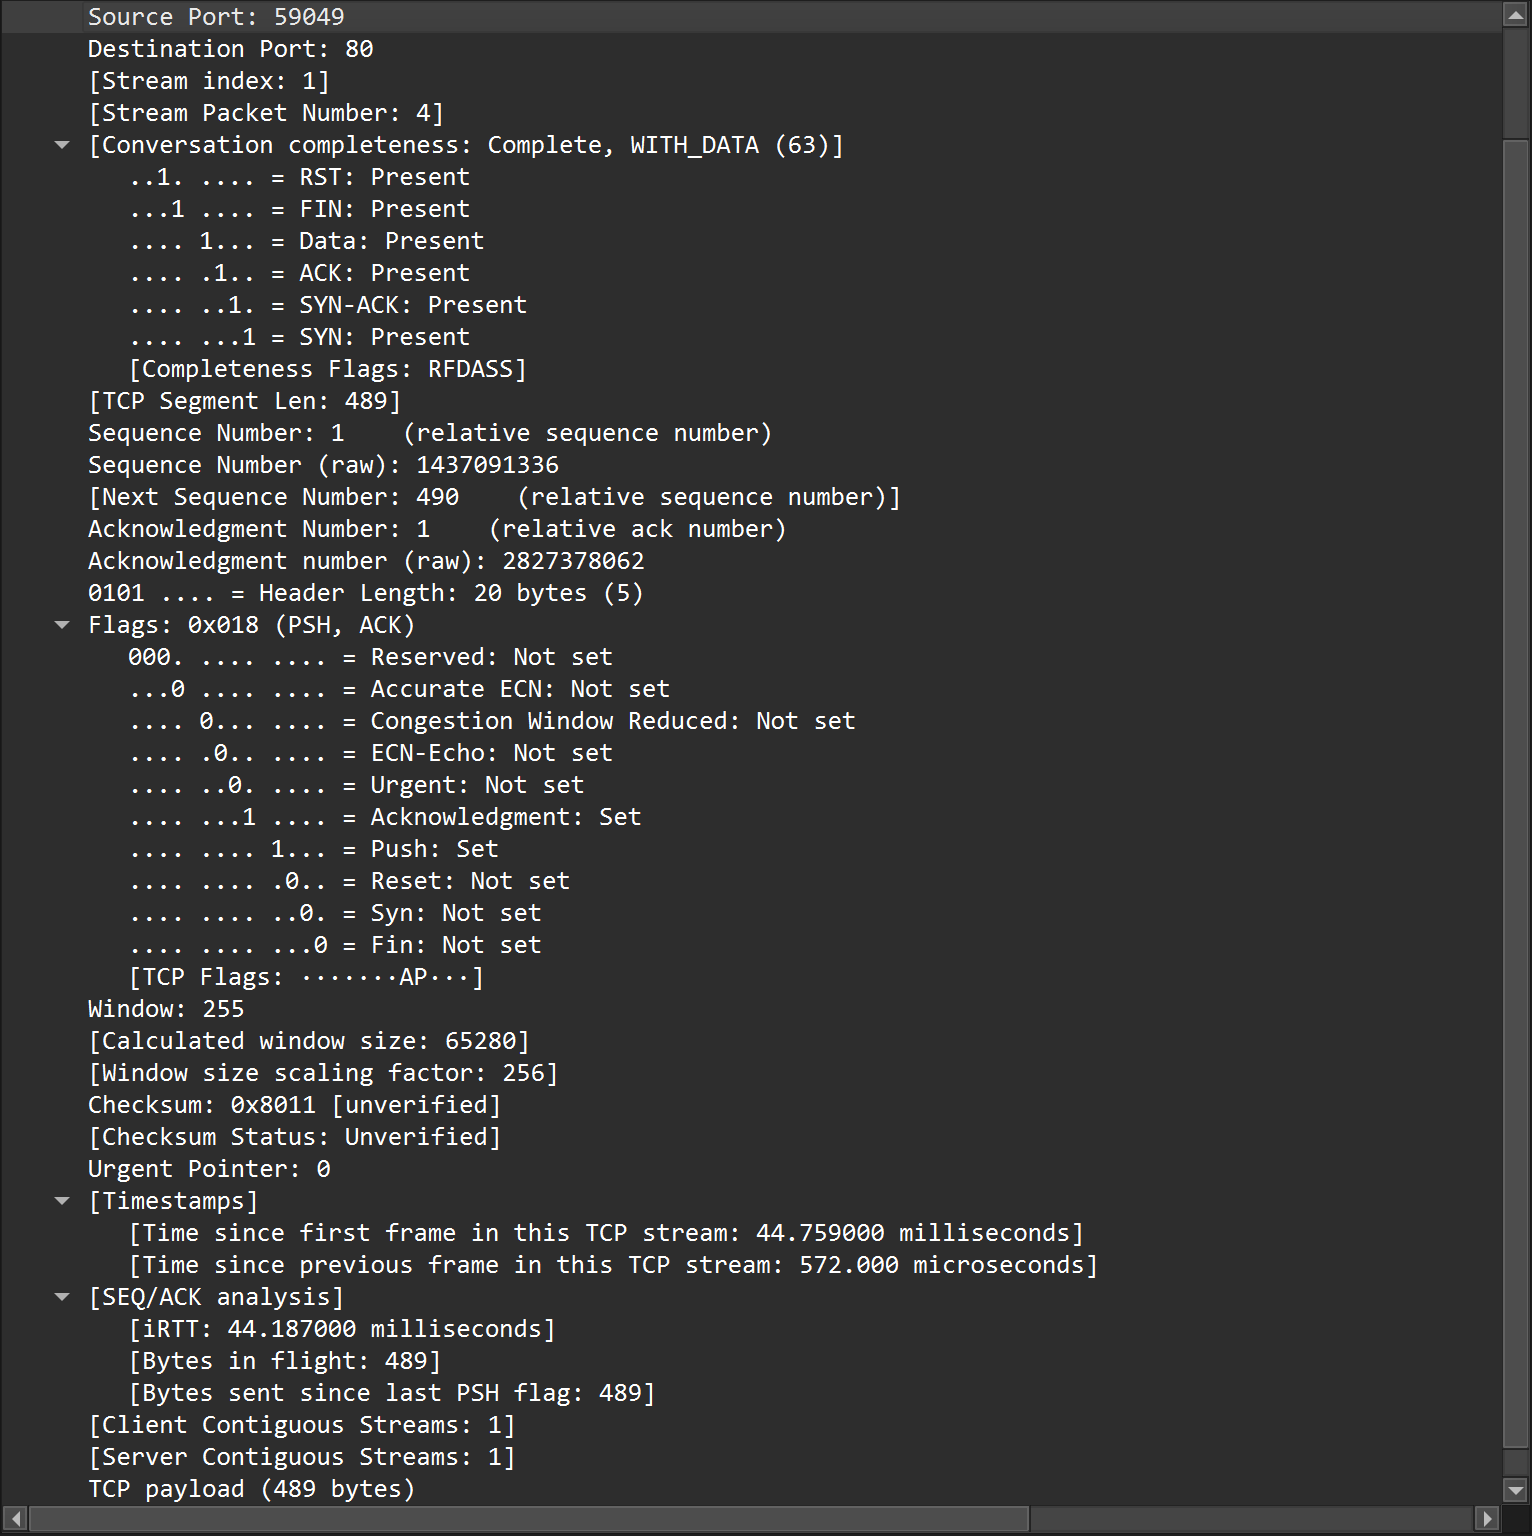 Source Port: 59049
Destination Port: 80
[Stream index: 1]
[Stream Packet Number: 4]
[Conversation completeness: Complete, WITH_DATA (63)]
..1. .... = RST: Present
...1 .... = FIN: Present
.... 1... = Data: Present
.... .1.. = ACK: Present
.... ..1. = SYN-ACK: Present
.... ...1 = SYN: Present
[Completeness Flags: RFDASS]
[TCP Segment Len: 489]
Sequence Number: 1    (relative sequence number)
Sequence Number (raw): 1437091336
[Next Sequence Number: 490    (relative sequence number)]
Acknowledgment Number: 1    (relative ack number)
Acknowledgment number (raw): 2827378062
0101 .... = Header Length: 20 bytes (5)
Flags: 0x018 (PSH, ACK)
000. .... .... = Reserved: Not set
...0 .... .... = Accurate ECN: Not set
.... 0... .... = Congestion Window Reduced: Not set
.... .0.. .... = ECN-Echo: Not set
.... ..0. .... = Urgent: Not set
.... ...1 .... = Acknowledgment: Set
.... .... 1... = Push: Set
.... .... .0.. = Reset: Not set
.... .... ..0. = Syn: Not set
.... .... ...0 = Fin: Not set
[TCP Flags: ·······AP···]
Window: 255
[Calculated window size: 65280]
[Window size scaling factor: 256]
Checksum: 0x8011 [unverified]
[Checksum Status: Unverified]
Urgent Pointer: 0
[Timestamps]
[Time since first frame in this TCP stream: 44.759000 milliseconds]
[Time since previous frame in this TCP stream: 572.000 microseconds]
[SEQ/ACK analysis]
[iRTT: 44.187000 milliseconds]
[Bytes in flight: 489]
[Bytes sent since last PSH flag: 489]
[Client Contiguous Streams: 1]
[Server Contiguous Streams: 1]
TCP payload (489 bytes)